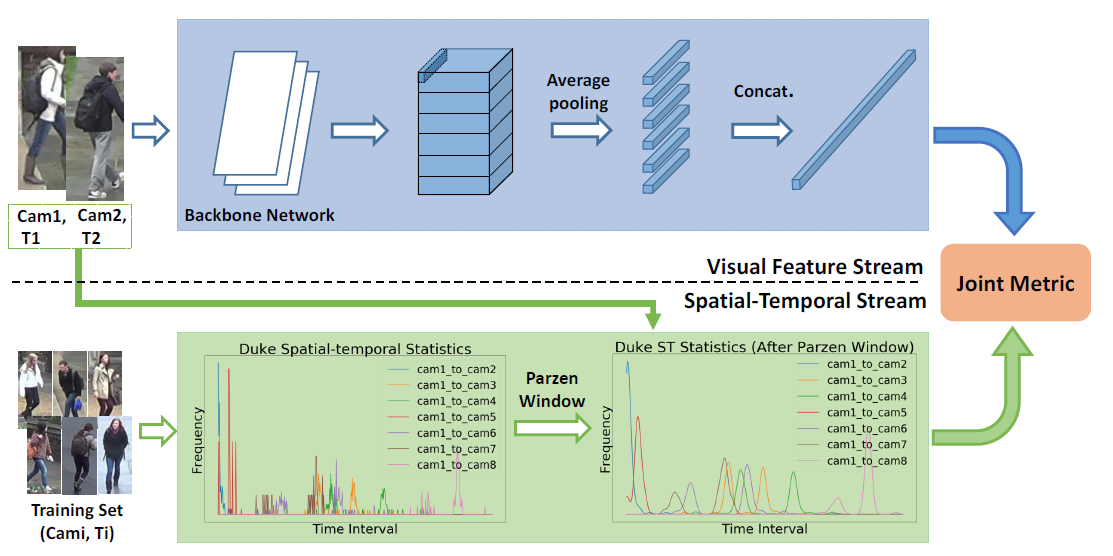 Average
pooling
Concat.
Backbone Network
Cam1,
T1
Cam2,
T2
Visual Feature Stream
Spatial-Temporal Stream
Joint Metric
Duke Spatial-temporal Statistics
cam1_to_cam2
cam1_to_cam3
cam1_to_cam4
cam1_to_cam5
cam1_to_cam6
cam1_to_cam7
cam1_to_cam8
Frequency
Time Interval
Parzen
Window
Duke ST Statistics (After Parzen Window)
cam1_to_cam2
cam1_to_cam3
cam1_to_cam4
cam1_to_cam5
cam1_to_cam6
cam1_to_cam7
cam1_to_cam8
Frequency
Time Interval
Training Set
(Cami, Ti)